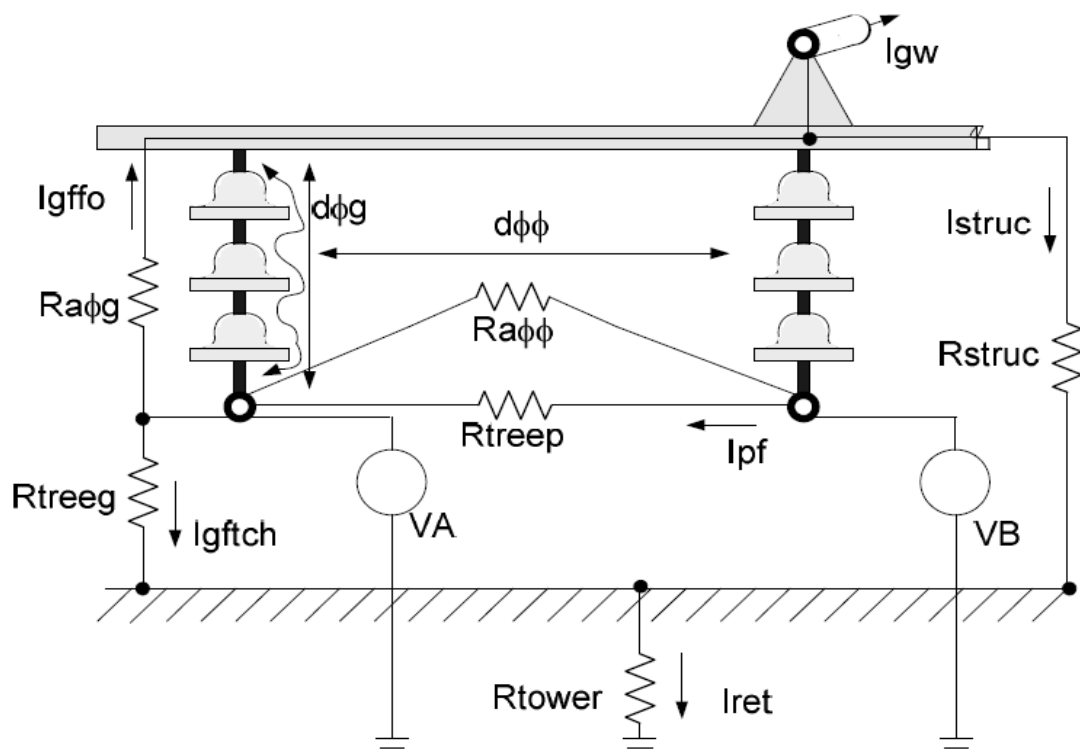 Igw
Igffo
dϕg
dϕϕ
Istruc
Raϕg
Raϕϕ
Rstruc
Rtreep
Ipf
Rtreeg
Igftch
VA
VB
Rtower
Iret